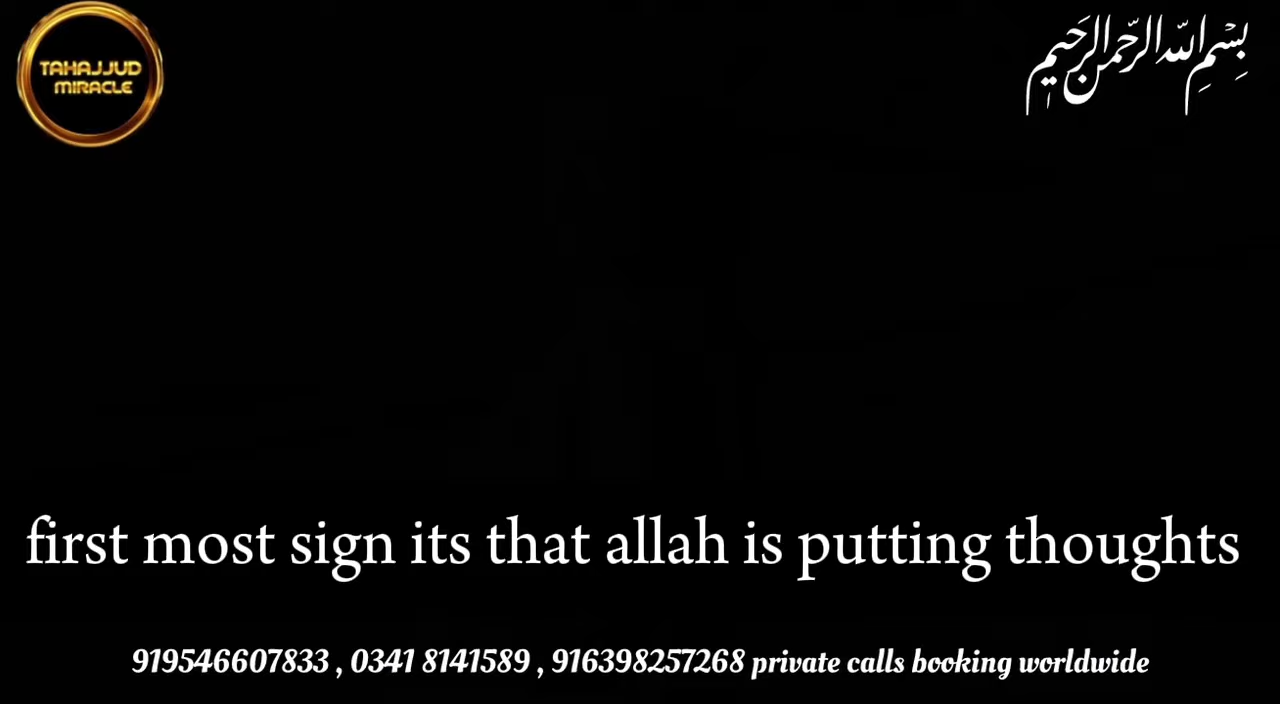 TAHAJJUD
MIRACLE
بِسْمِ اللّٰهِ الرَّحْمٰنِ الرَّحِيمِ
first most sign its that allah is putting thoughts
919546607833 , 0341 8141589 , 916398257268 private calls booking worldwide